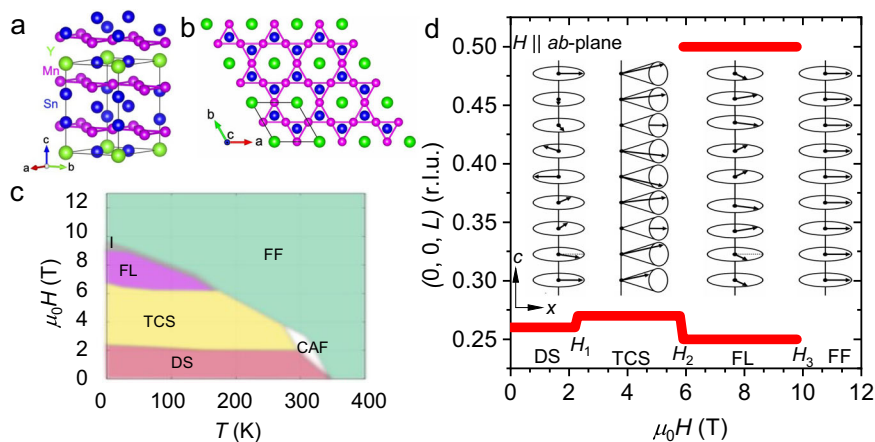 a
Y
Mn
Sn
c
a
b
b
b
c
a
c
12
10
8
6
4
2
0
μ₀H (T)
I
FL
FF
TCS
CAF
DS
0 100 200 300 400
T (K)
d
H || ab-plane
0.50
0.45
0.40
0.35
0.30
0.25
(0, 0, L) (r.l.u.)
c
x
H₁ H₂ H₃
DS TCS FL FF
0 2 4 6 8 10 12
μ₀H (T)